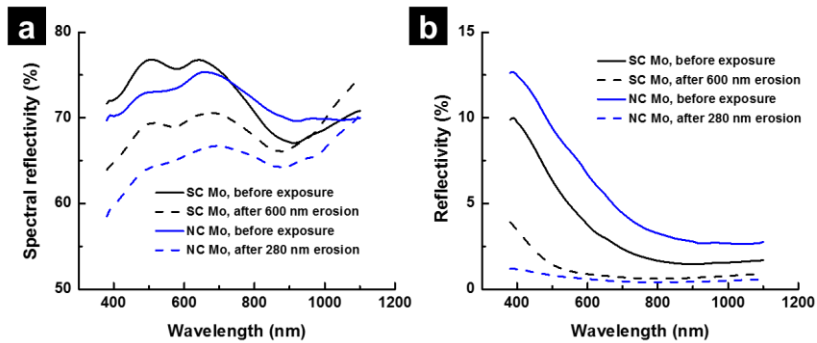 a
Spectral reflectivity (%)
80
70
60
50
SC Mo, before exposure
SC Mo, after 600 nm erosion
NC Mo, before exposure
NC Mo, after 280 nm erosion
400
600
800
1000
1200
Wavelength (nm)
b
Reflectivity (%)
15
10
5
0
SC Mo, before exposure
SC Mo, after 600 nm erosion
NC Mo, before exposure
NC Mo, after 280 nm erosion
400
600
800
1000
1200
Wavelength (nm)